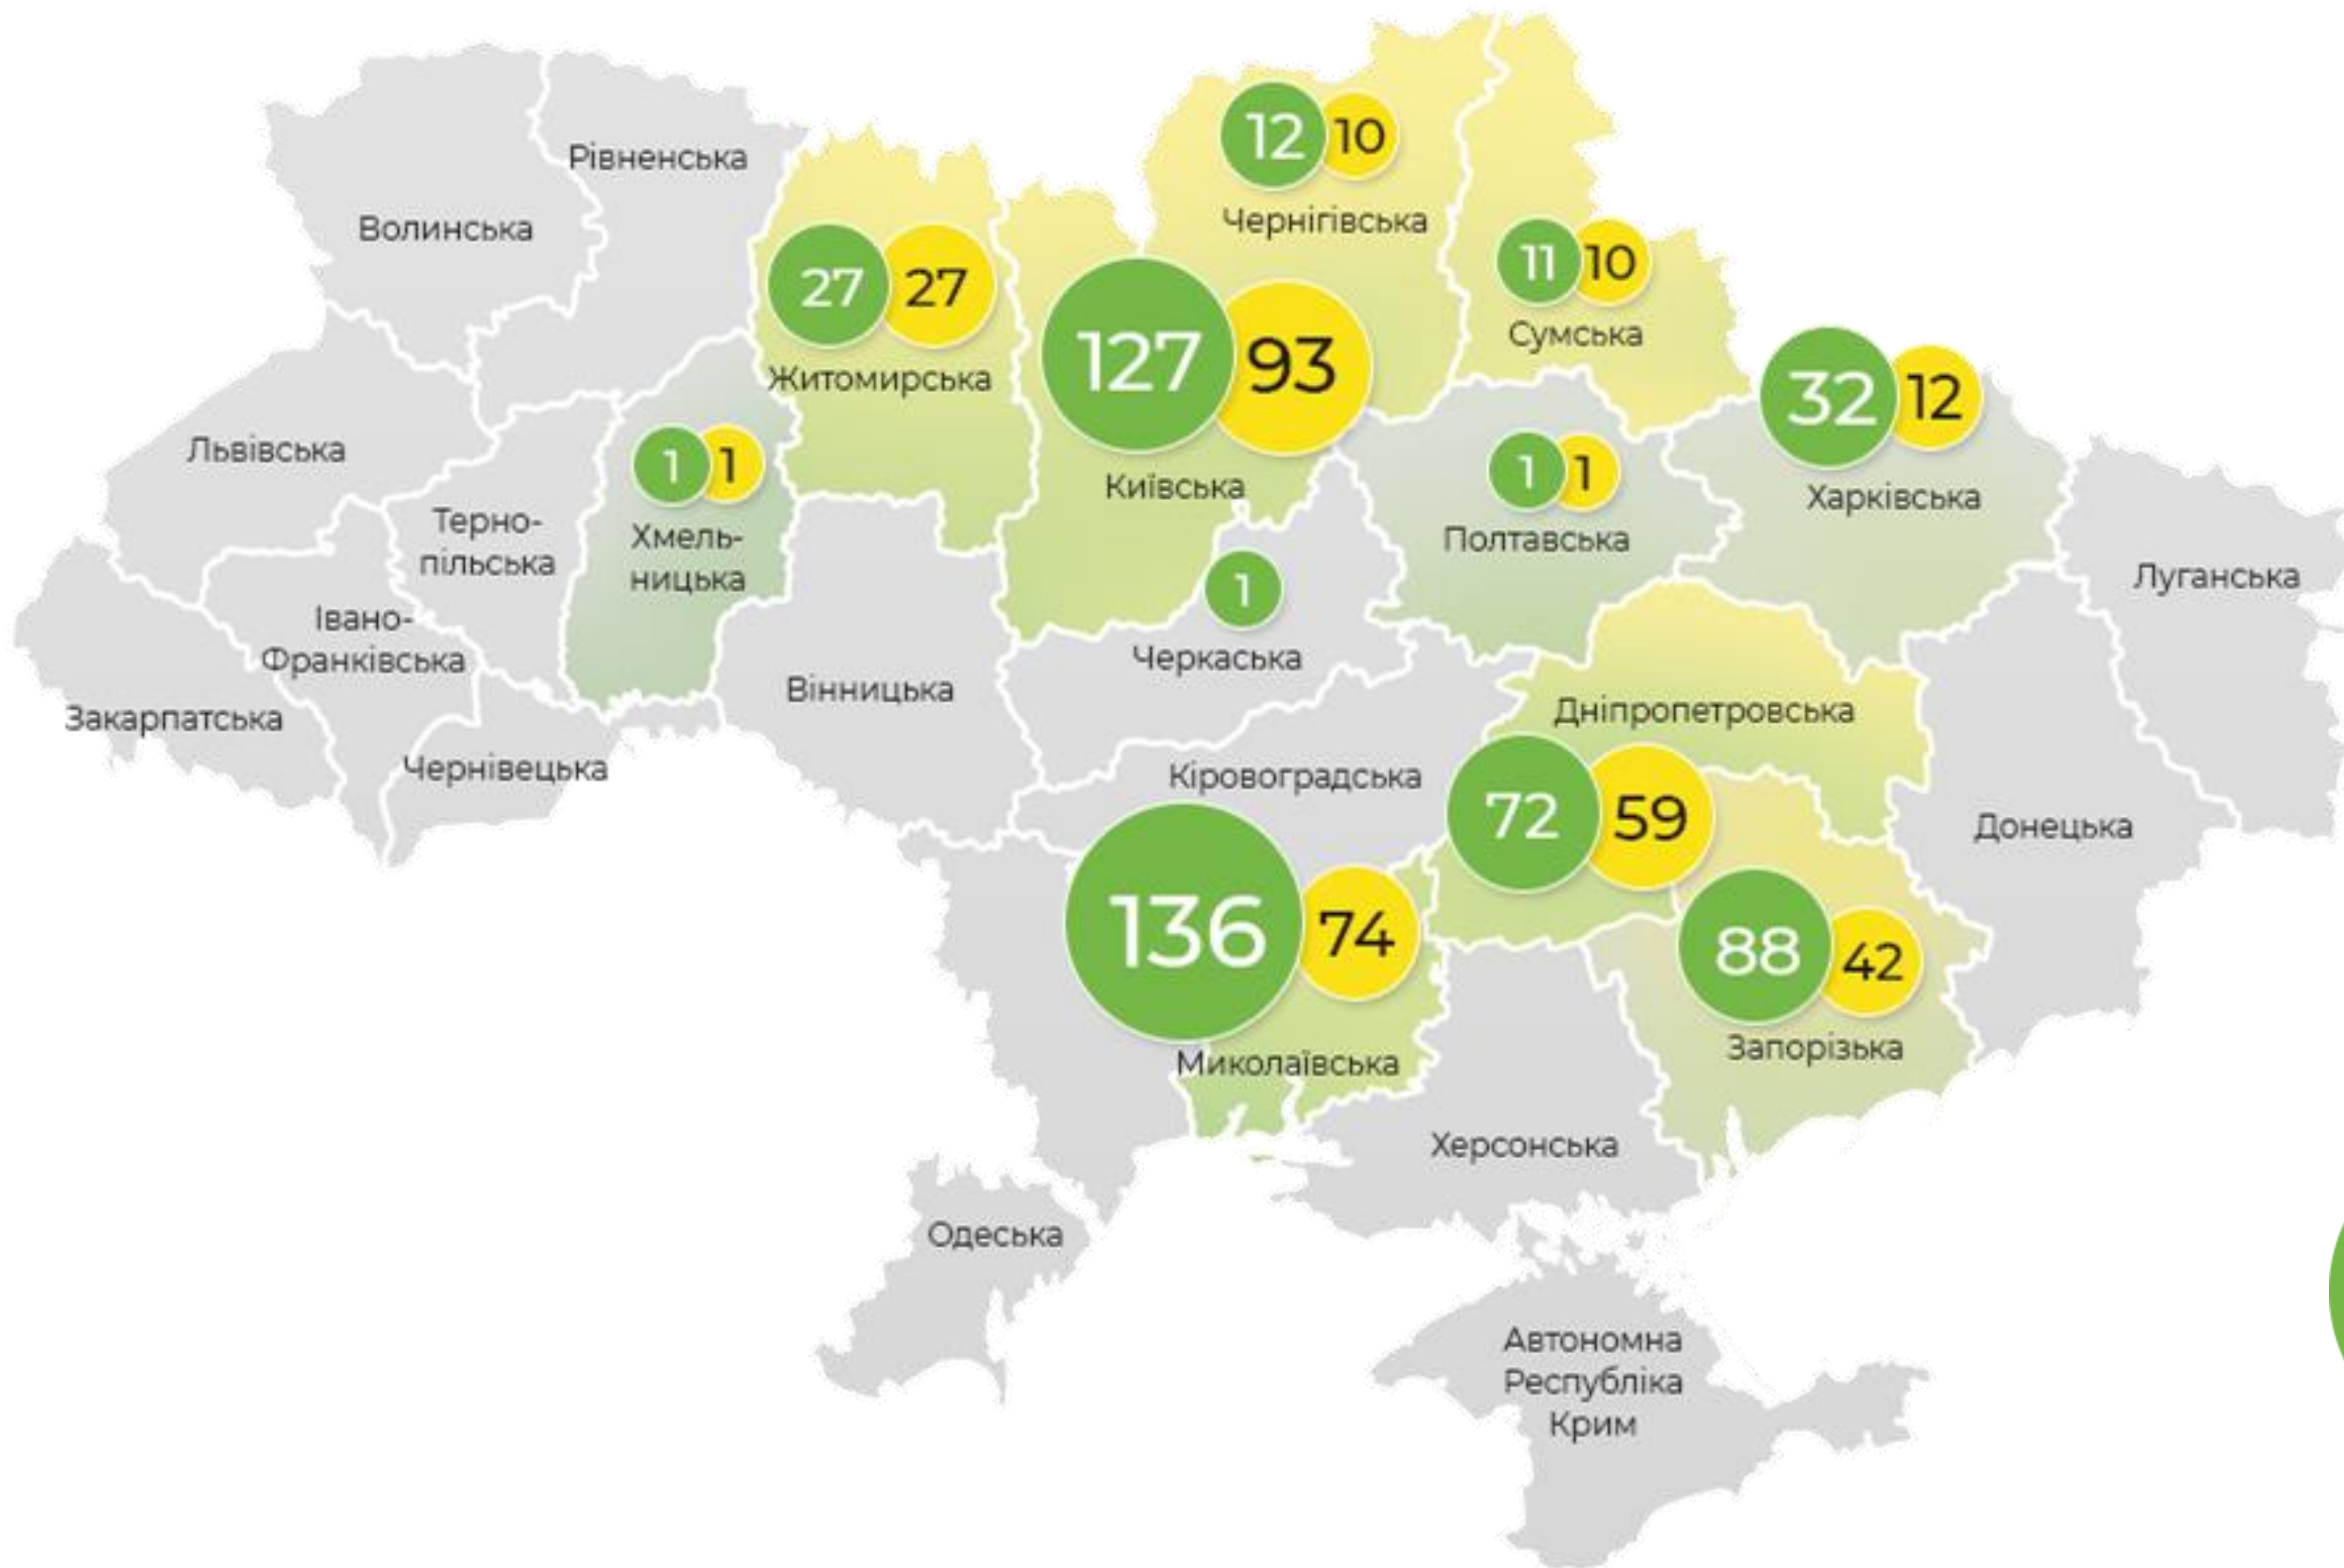 12 10
Чернігівська
Рівненська
Волинська
27 27
Житомирська
11 10
Сумська
127 93
Київська
32 12
Харківська
Львівська
1 1
Хмель-
ницька
1 1
Полтавська
Терно-
пільська
Луганська
1
Черкаська
Івано-
Франківська
Вінницька
Закарпатська
Дніпропетровська
72 59
Чернівецька
Кіровоградська
Донецька
136 74
Миколаївська
88 42
Запорізька
Херсонська
Одеська
Автономна
Республіка
Крим